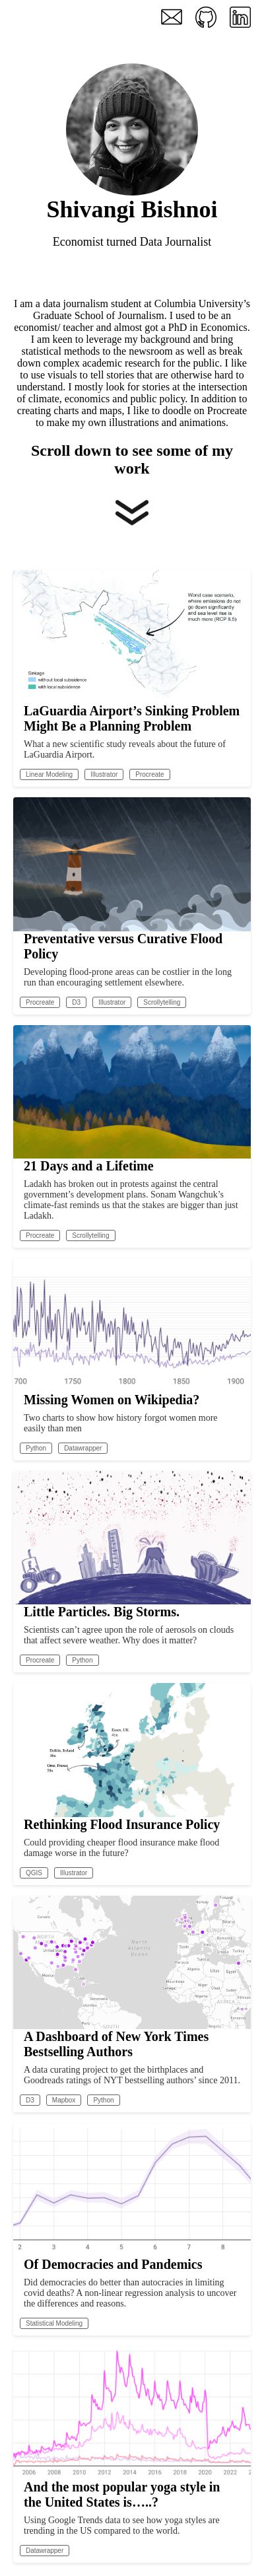 Shivangi Bishnoi
Economist turned Data Journalist
I am a data journalism student at Columbia University’s
Graduate School of Journalism. I used to be an
economist/ teacher and almost got a PhD in Economics.
I am keen to leverage my background and bring
statistical methods to the newsroom as well as break
down complex academic research for the public. I like
to use visuals to tell stories that are otherwise hard to
understand. I mostly look for stories at the intersection
of climate, economics and public policy. In addition to
creating charts and maps, I like to doodle on Procreate
to make my own illustrations and animations.
Scroll down to see some of my
work
Worst case scenario,
where emissions do not
go down significantly
and sea level rise is
much more (RCP 8.5)
Sinkage
without local subsidence
with local subsidence
LaGuardia Airport’s Sinking Problem
Might Be a Planning Problem
What a new scientific study reveals about the future of
LaGuardia Airport.
Linear Modeling Illustrator Procreate
Preventative versus Curative Flood
Policy
Developing flood-prone areas can be costlier in the long
run than encouraging settlement elsewhere.
Procreate D3 Illustrator Scrollytelling
21 Days and a Lifetime
Ladakh has broken out in protests against the central
government’s development plans. Sonam Wangchuk’s
climate-fast reminds us that the stakes are bigger than just
Ladakh.
Procreate Scrollytelling
700 1750 1800 1850 1900
Missing Women on Wikipedia?
Two charts to show how history forgot women more
easily than men
Python Datawrapper
Little Particles. Big Storms.
Scientists can’t agree upon the role of aerosols on clouds
that affect severe weather. Why does it matter?
Procreate Python
Essex, UK
Dublin, Ireland
Rethinking Flood Insurance Policy
Could providing cheaper flood insurance make flood
damage worse in the future?
QGIS Illustrator
North
Atlantic
Ocean
A Dashboard of New York Times
Bestselling Authors
A data curating project to get the birthplaces and
Goodreads ratings of NYT bestselling authors’ since 2011.
D3 Mapbox Python
2 3 4 5 6 7 8
Of Democracies and Pandemics
Did democracies do better than autocracies in limiting
covid deaths? A non-linear regression analysis to uncover
the differences and reasons.
Statistical Modeling
2006 2008 2010 2012 2014 2016 2018 2020 2022
And the most popular yoga style in
the United States is…..?
Using Google Trends data to see how yoga styles are
trending in the US compared to the world.
Datawrapper